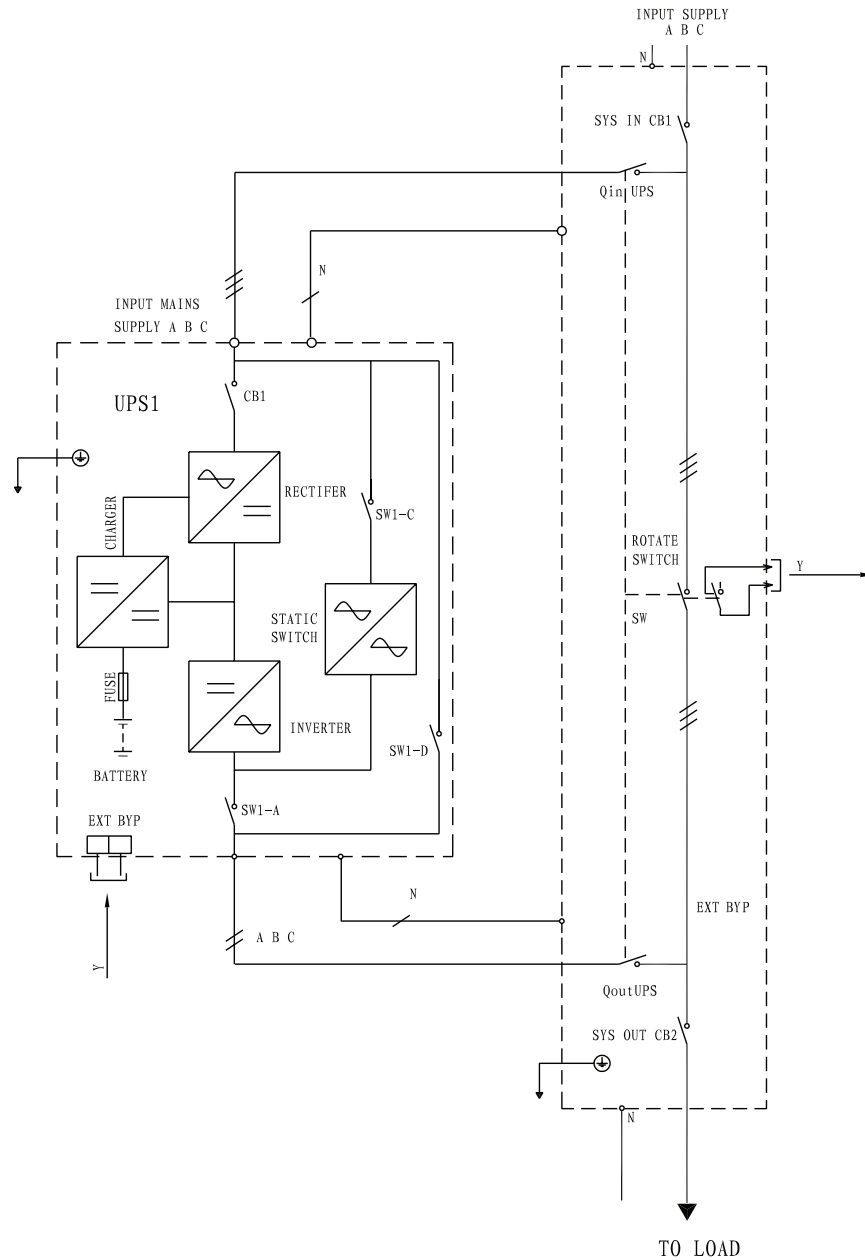 INPUT SUPPLY
A B C
N
SYS IN CB1
Qin UPS
N
INPUT MAINS
SUPPLY A B C
CB1
UPS1
RECTIFER
CHARGER
SW1-C
ROTATE
SWITCH
Y
STATIC
SWITCH
SW
FUSE
INVERTER
SW1-D
BATTERY
SW1-A
EXT BYP
N
EXT BYP
A B C
Y
QoutUPS
SYS OUT CB2
N
TO LOAD